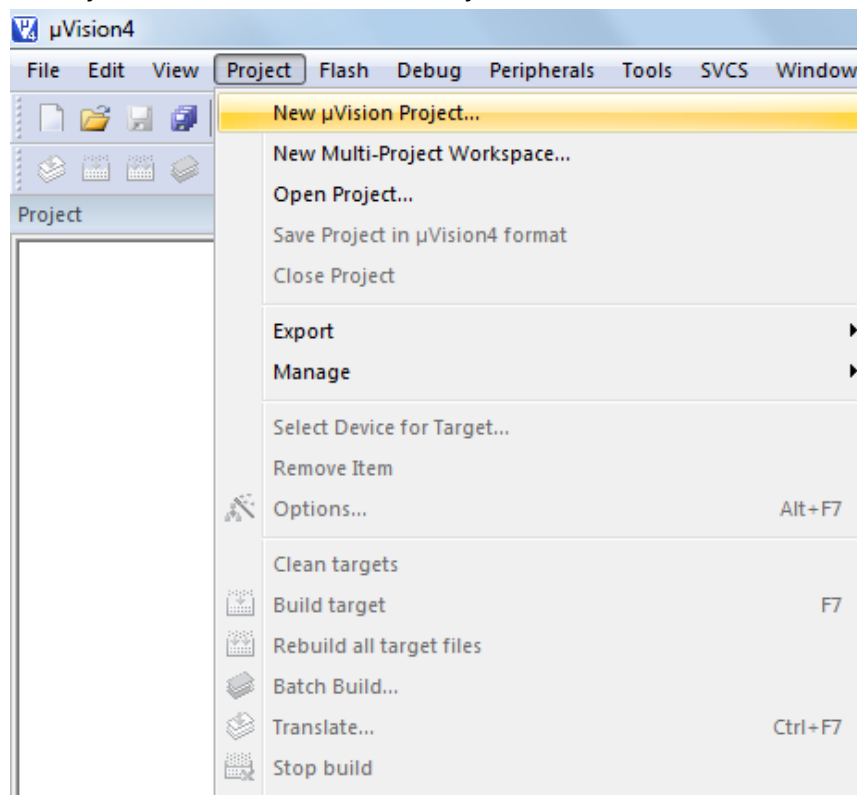 µVision4
File Edit View Project Flash Debug Peripherals Tools SVCS Window
New µVision Project...
New Multi-Project Workspace...
Open Project...
Project
Save Project in µVision4 format
Close Project
Export
Manage
Select Device for Target...
Remove Item
Options... Alt+F7
Clean targets
Build target F7
Rebuild all target files
Batch Build...
Translate... Ctrl+F7
Stop build